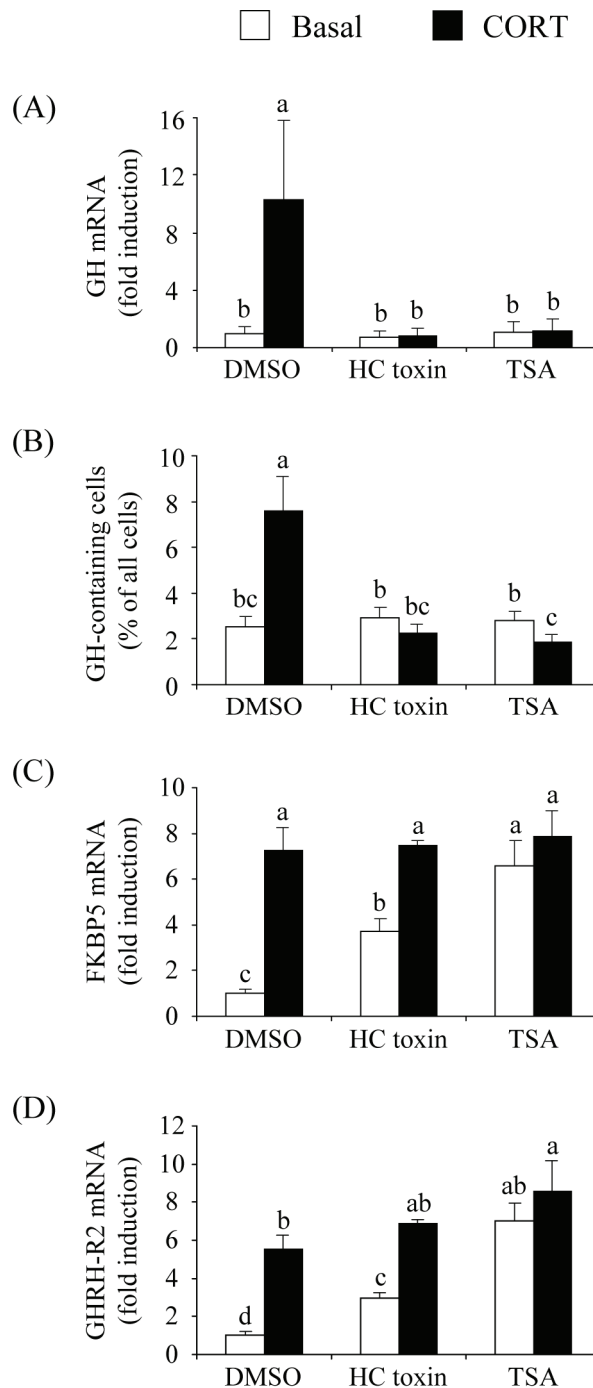 Basal CORT
(A)
GH mRNA
(fold induction)
16
12
8
4
0
a
b
b b
b b
DMSO HC toxin TSA
(B)
GH-containing cells
(% of all cells)
10
8
6
4
2
0
a
bc
b bc
b c
DMSO HC toxin TSA
(C)
FKBP5 mRNA
(fold induction)
10
8
6
4
2
0
c a
b a
a a
DMSO HC toxin TSA
(D)
GHRH-R2 mRNA
(fold induction)
12
10
8
6
4
2
0
d b
c ab
ab a
DMSO HC toxin TSA